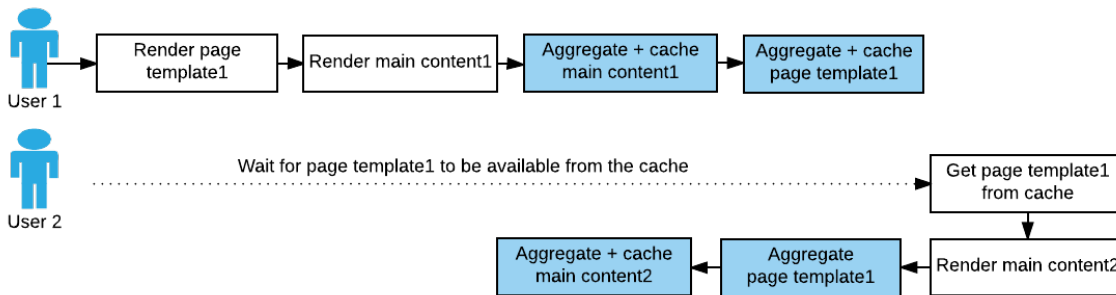 Render page
template1
Render main content1
Aggregate + cache
main content1
Aggregate + cache
page template1
User 1
Wait for page template1 to be available from the cache
Get page template1
from cache
User 2
Aggregate + cache
main content2
Aggregate
page template1
Render main content2